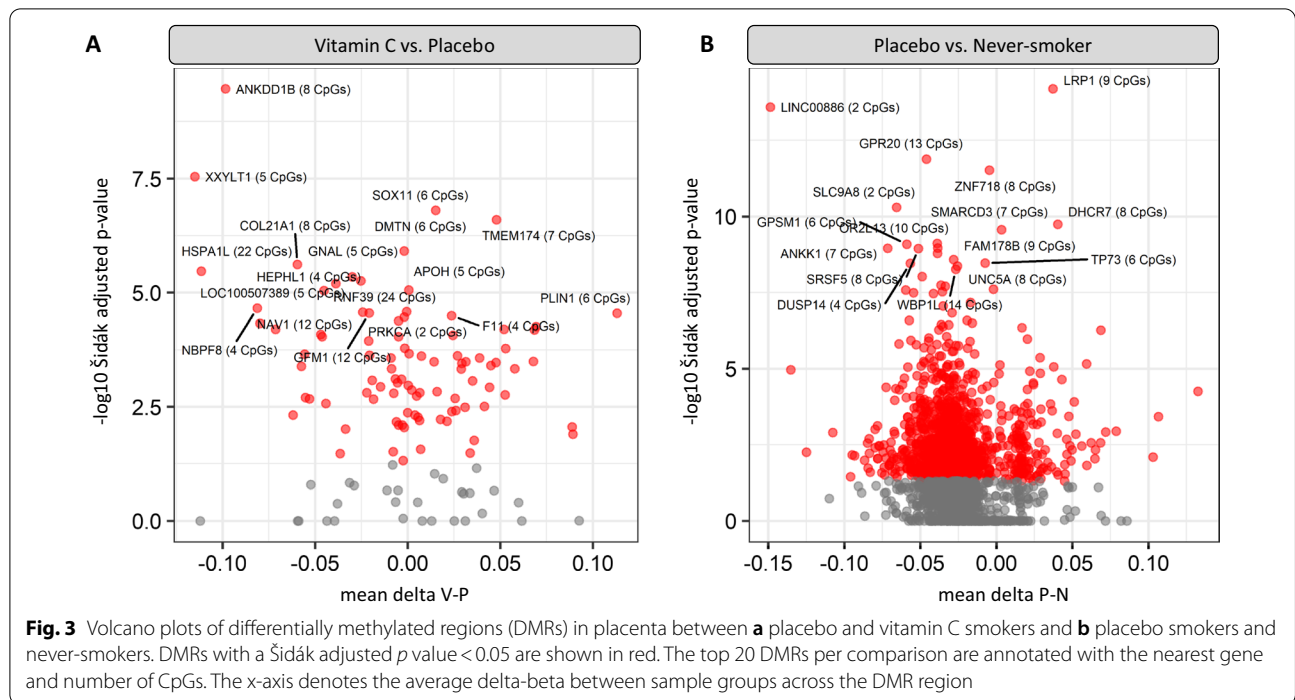 A
Vitamin C vs. Placebo
ANKDD1B (8 CpGs)
XXYLT1 (5 CpGs)
SOX11 (6 CpGs)
COL21A1 (8 CpGs)
DMTN (6 CpGs)
TMEM174 (7 CpGs)
HSPA1L (22 CpGs)
GNAL (5 CpGs)
HEPHL1 (4 CpGs)
APOH (5 CpGs)
LOC100507389 (5 CpGs)
RNF39 (24 CpGs)
PLIN1 (6 CpGs)
NAV1 (12 CpGs)
PRKCA (2 CpGs)
F11 (4 CpGs)
NBPF8 (4 CpGs)
GFM1 (12 CpGs)
7.5
5.0
2.5
0.0
-log10 Šidák adjusted p-value
-0.10
-0.05
0.00
0.05
0.10
mean delta V-P
B
Placebo vs. Never-smoker
LRP1 (9 CpGs)
LINC00886 (2 CpGs)
GPR20 (13 CpGs)
ZNF718 (8 CpGs)
SLC9A8 (2 CpGs)
SMARCD3 (7 CpGs)
DHCR7 (8 CpGs)
GPSM1 (6 CpGs)
OR2L13 (10 CpGs)
ANKK1 (7 CpGs)
FAM178B (9 CpGs)
TP73 (6 CpGs)
SRSF5 (8 CpGs)
UNC5A (8 CpGs)
DUSP14 (4 CpGs)
WBP1L (14 CpGs)
10
5
0
-log10 Šidák adjusted p-value
-0.15
-0.10
-0.05
0.00
0.05
0.10
mean delta P-N
Fig. 3 Volcano plots of differentially methylated regions (DMRs) in placenta between a placebo and vitamin C smokers and b placebo smokers and
never-smokers. DMRs with a Šidák adjusted p value < 0.05 are shown in red. The top 20 DMRs per comparison are annotated with the nearest gene
and number of CpGs. The x-axis denotes the average delta-beta between sample groups across the DMR region